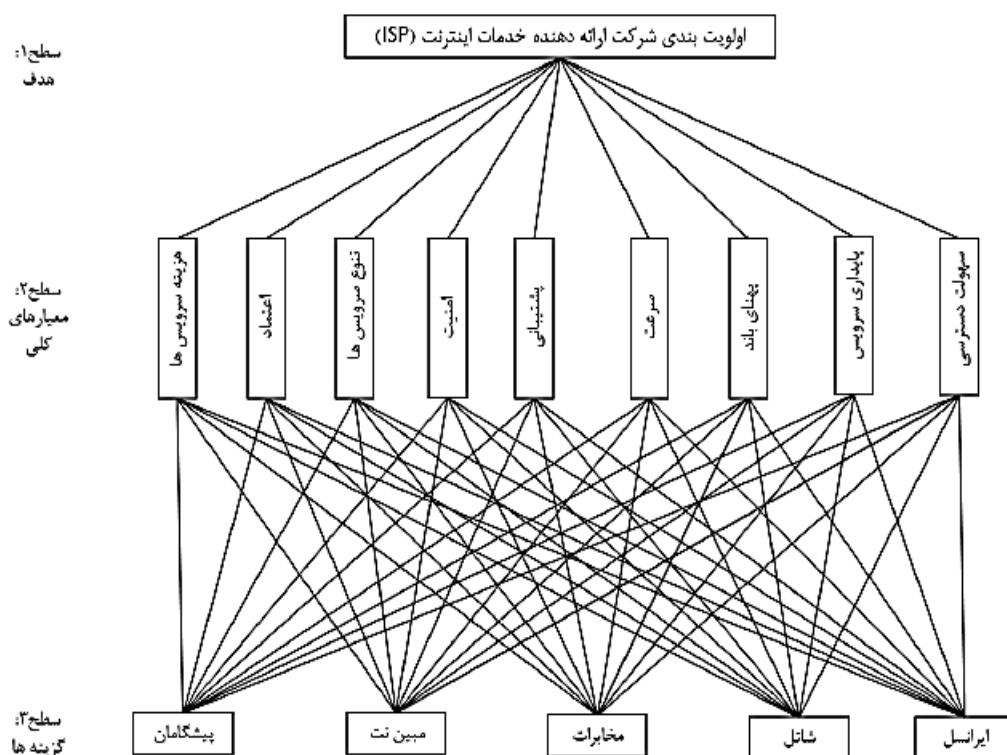 اولویت بندی شرکت ارائه دهنده خدمات اینترنت (ISP)
سطح۱:
هدف
سهولت دسترسی
پایداری سرویس
پهنای باند
سرعت
پشتیبانی
امنیت
تنوع سرویس ها
اعتماد
هزینه سرویس ها
سطح۲:
معیارهای
کلی
ایرانسل
شاتل
مخابرات
مبین نت
پیشگامان
سطح۳:
گزینه ها